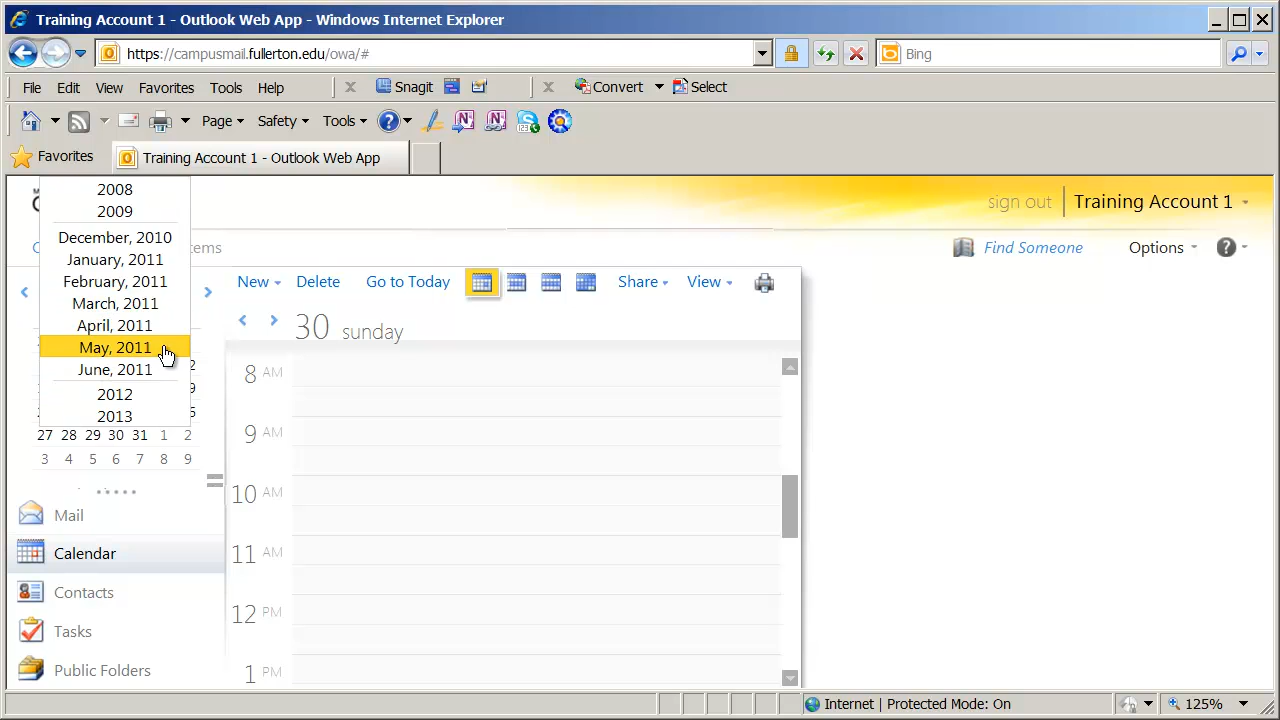 Training Account 1 - Outlook Web App - Windows Internet Explorer
https://campusmail.fullerton.edu/owa/#
Bing
File Edit View Favorites Tools Help
Snagit
Convert
Select
Page Safety Tools
Favorites
Training Account 1 - Outlook Web App
sign out
Training Account 1
Find Someone
Options
2008
2009
December, 2010
January, 2011
February, 2011
March, 2011
April, 2011
May, 2011
June, 2011
2012
2013
27 28 29 30 31 1 2
3 4 5 6 7 8 9
New Delete Go to Today Share View
30 sunday
8 AM
9 AM
10 AM
11 AM
12 PM
1 PM
Mail
Calendar
Contacts
Tasks
Public Folders
Internet | Protected Mode: On
125%